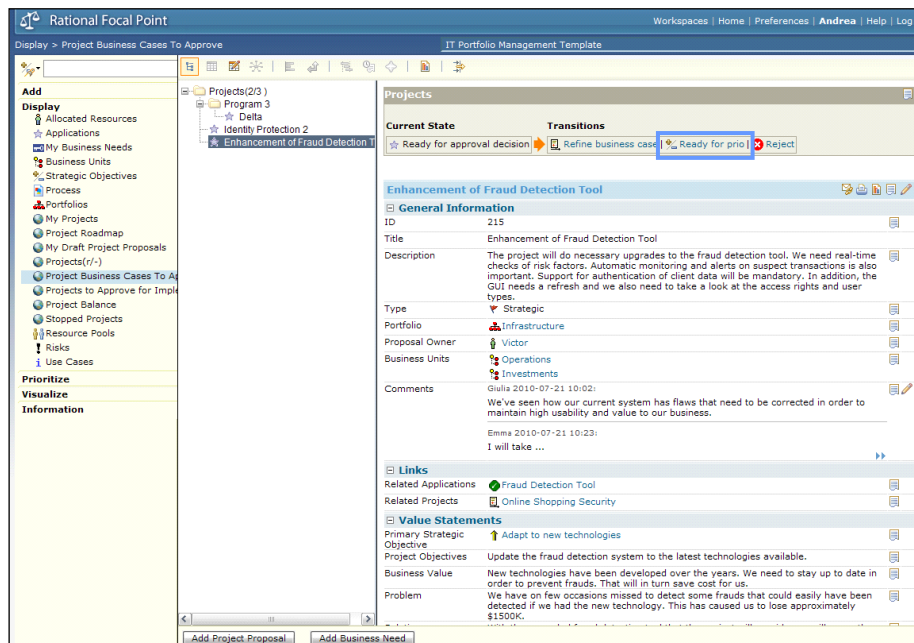 Rational Focal Point
Workspaces | Home | Preferences | Andrea | Help | Log
Display > Project Business Cases To Approve
IT Portfolio Management Template
Add
Display
Allocated Resources
Applications
My Business Needs
Business Units
Strategic Objectives
Process
Portfolios
My Projects
Project Roadmap
My Draft Project Proposals
Projects(r/-)
Project Business Cases To Ap
Projects to Approve for Imple
Project Balance
Stopped Projects
Resource Pools
Risks
Use Cases
Prioritize
Visualize
Information
Projects(2/3 )
Program 3
Delta
Identity Protection 2
Enhancement of Fraud Detection T
Add Project Proposal
Add Business Need
Projects
Current State
Transitions
Ready for approval decision
Refine business case | Ready for prio | Reject
Enhancement of Fraud Detection Tool
General Information
ID 215
Title Enhancement of Fraud Detection Tool
Description The project will do necessary upgrades to the fraud detection tool. We need real-time
checks of risk factors. Automatic monitoring and alerts on suspect transactions is also
important. Support for authentication of client data will be mandatory. In addition, the
GUI needs a refresh and we also need to take a look at the access rights and user
types.
Type Strategic
Portfolio Infrastructure
Proposal Owner Victor
Business Units Operations
Investments
Comments Giulia 2010-07-21 10:02:
We've seen how our current system has flaws that need to be corrected in order to
maintain high usability and value to our business.
Emma 2010-07-21 10:23:
I will take ...
Links
Related Applications Fraud Detection Tool
Related Projects Online Shopping Security
Value Statements
Primary Strategic Objective Adapt to new technologies
Project Objectives Update the fraud detection system to the latest technologies available.
Business Value New technologies have been developed over the years. We need to stay up to date in
order to prevent frauds. That will in turn save cost for us.
Problem We have on few occasions missed to detect some frauds that could easily have been
detected if we had the new technology. This has caused us to lose approximately
$1500K.